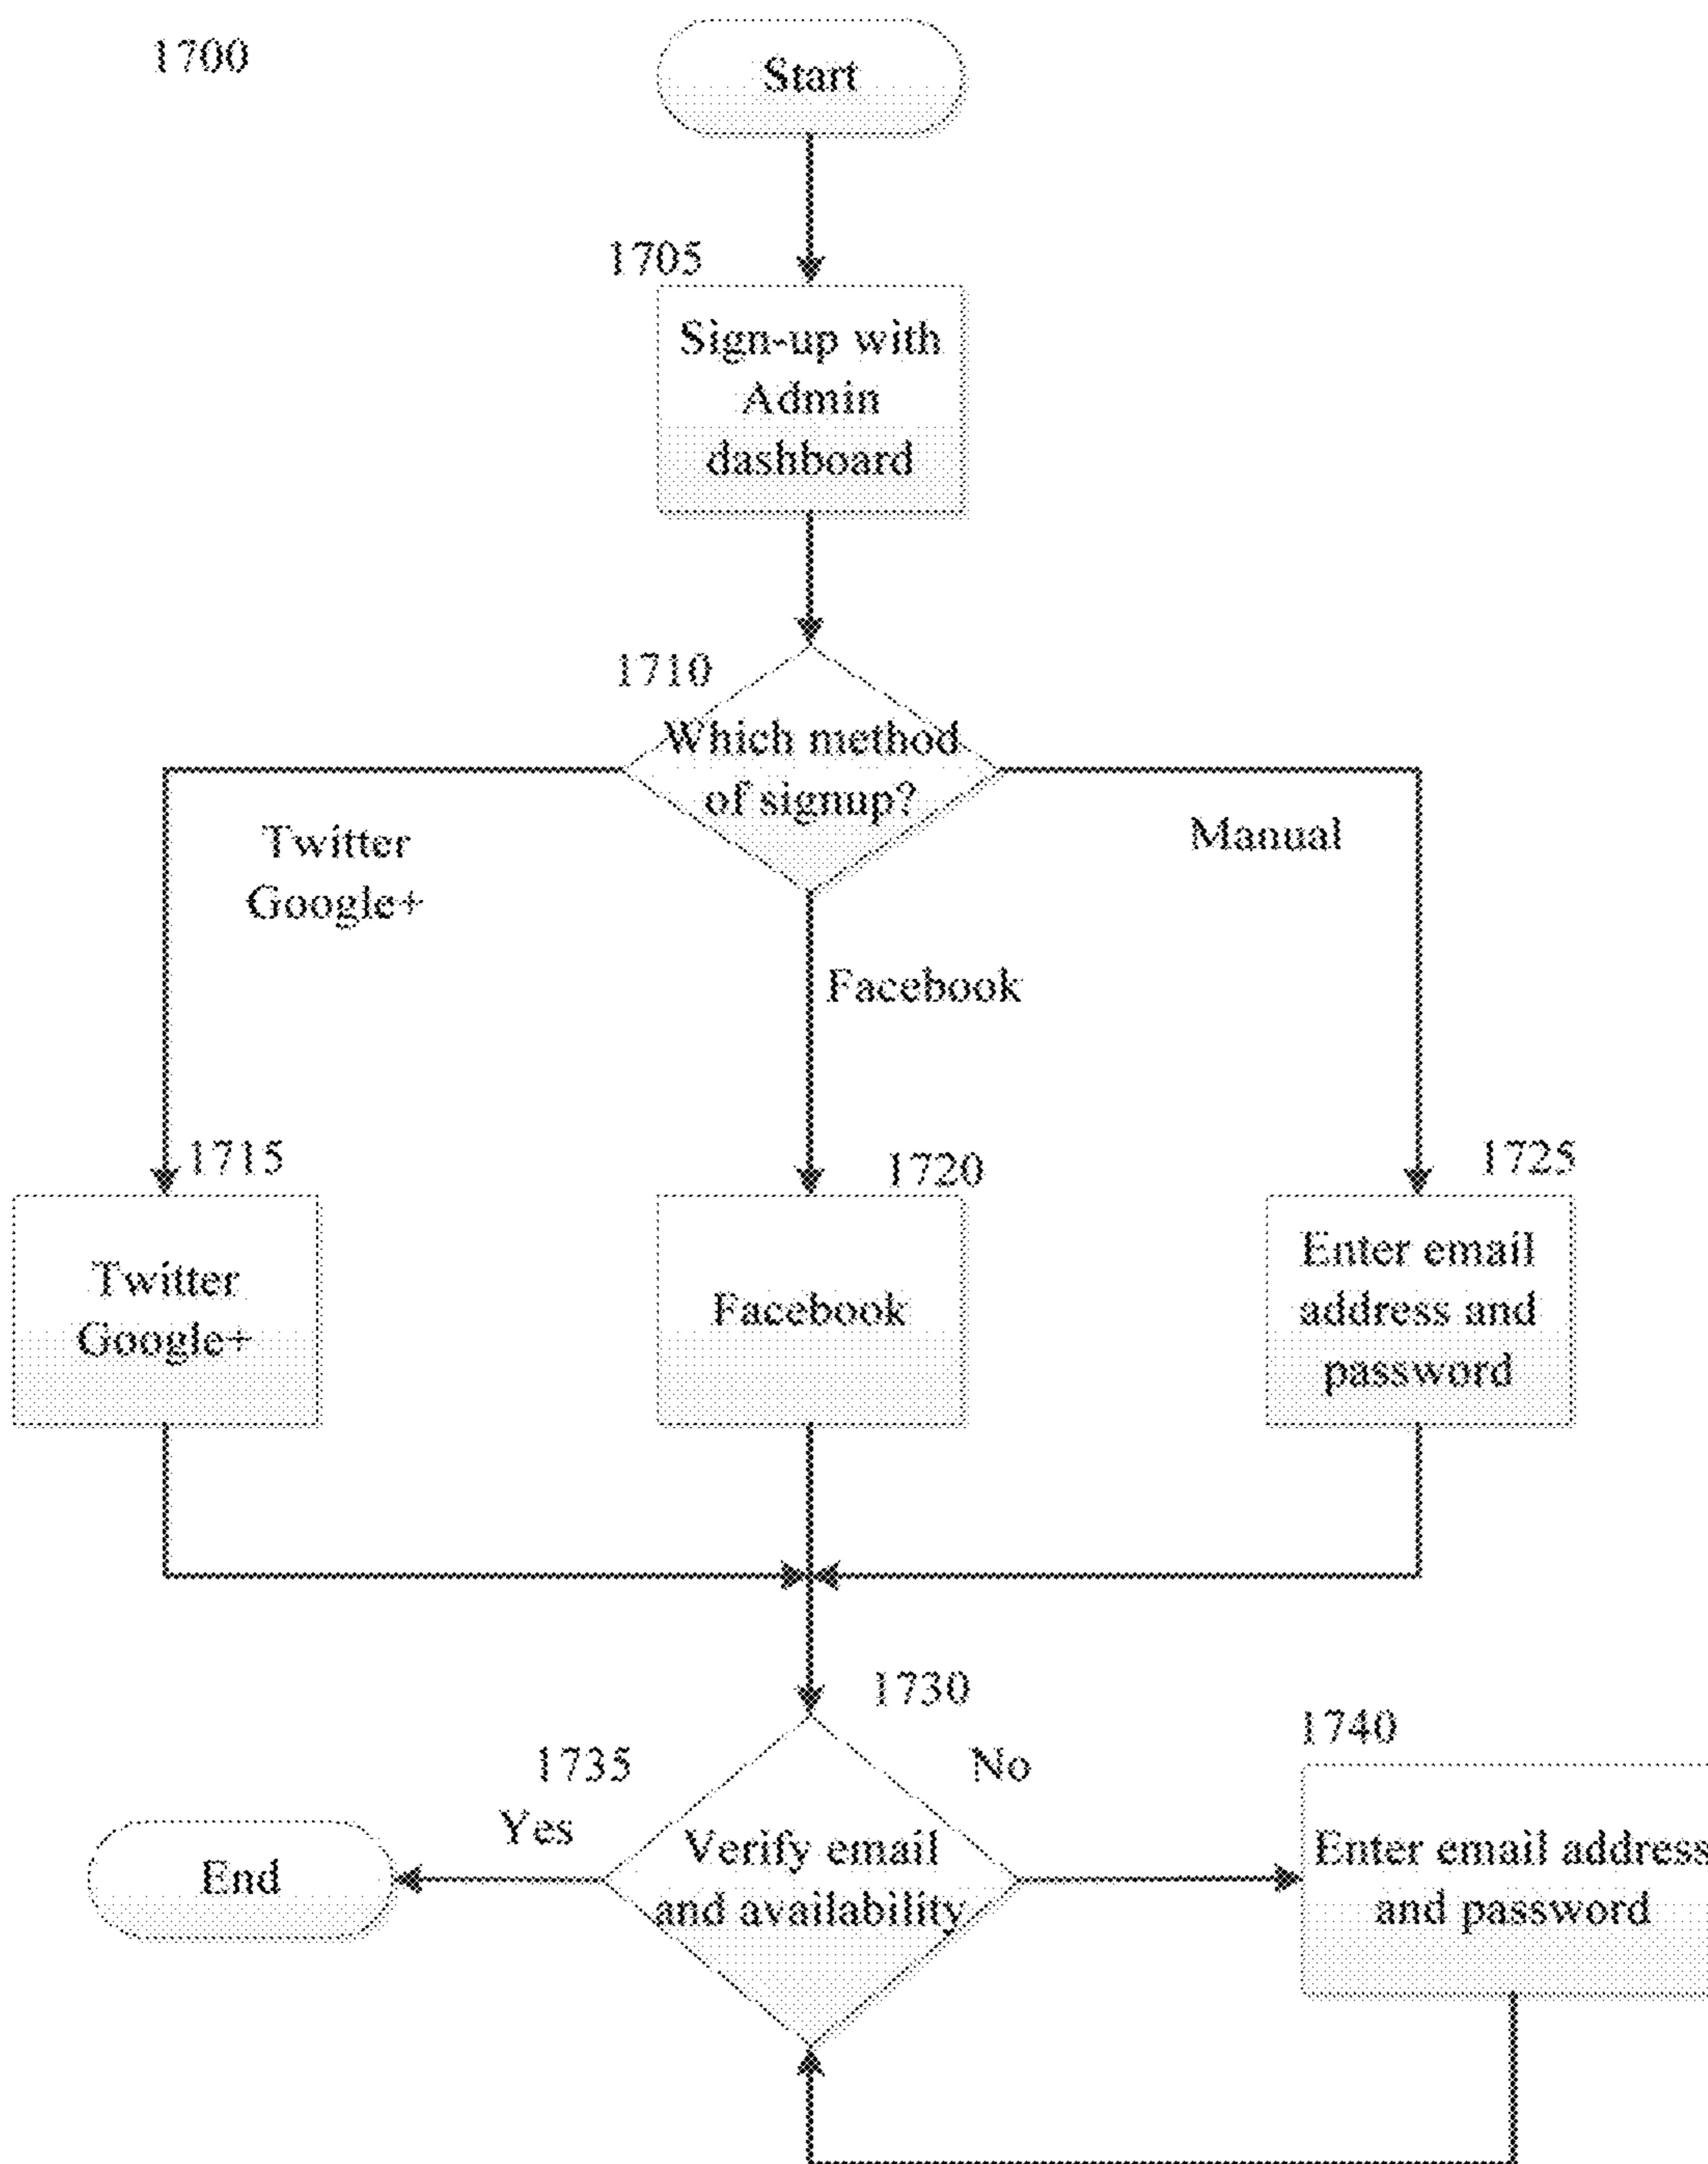 1700
Start
1705
Sign-up with
Admin
dashboard
1710
Which method
of signup?
Twitter
Google+
Manual
Facebook
1715
1720
1725
Twitter
Google+
Facebook
Enter email
address and
password
1730
1740
1735
No
Yes
End
Verify email
and availability
Enter email address
and password